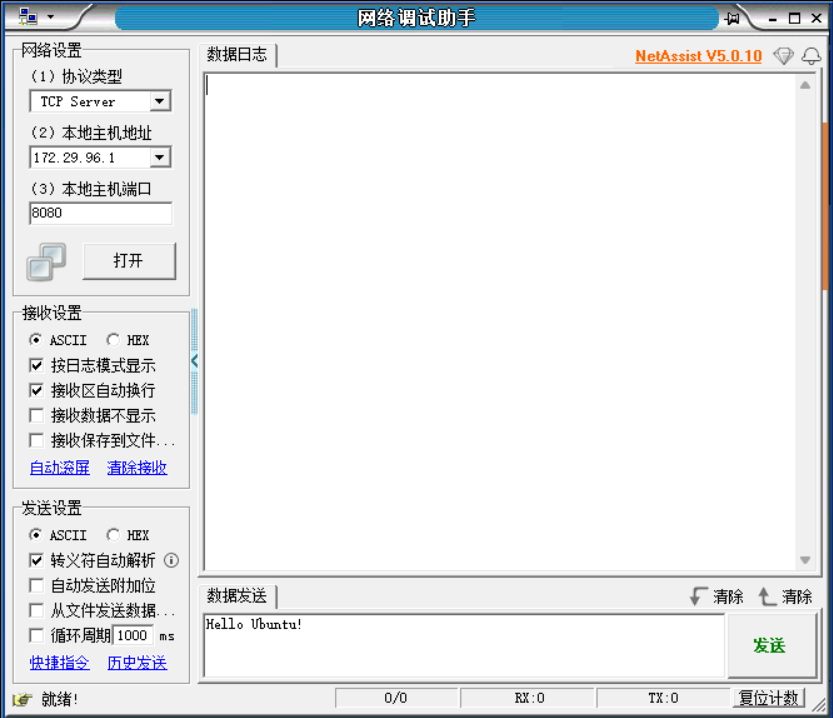 网络调试助手
网络设置
（1）协议类型
TCP Server
（2）本地主机地址
172.29.96.1
（3）本地主机端口
8080
打开
接收设置
ASCII HEX
按日志模式显示
接收区自动换行
接收数据不显示
接收保存到文件...
自动滚屏 清除接收
发送设置
ASCII HEX
转义符自动解析
自动发送附加位
从文件发送数据...
循环周期 1000 ms
快捷指令 历史发送
数据日志
NetAssist V5.0.10
数据发送
清除 清除
Hello Ubuntu!
发送
就绪!
0/0
RX:0
TX:0
复位计数